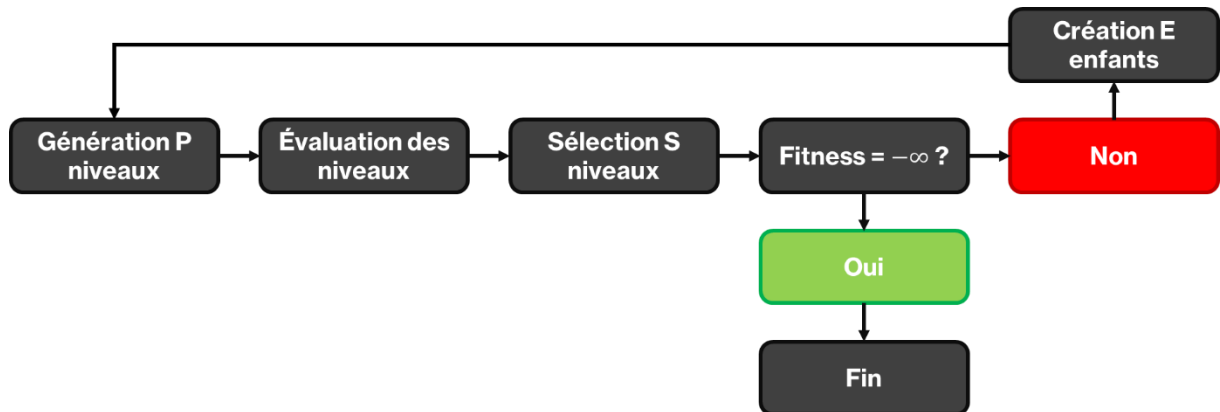 Création E
enfants
Génération P
niveaux
Évaluation des
niveaux
Sélection S
niveaux
Fitness = −∞ ?
Non
Oui
Fin